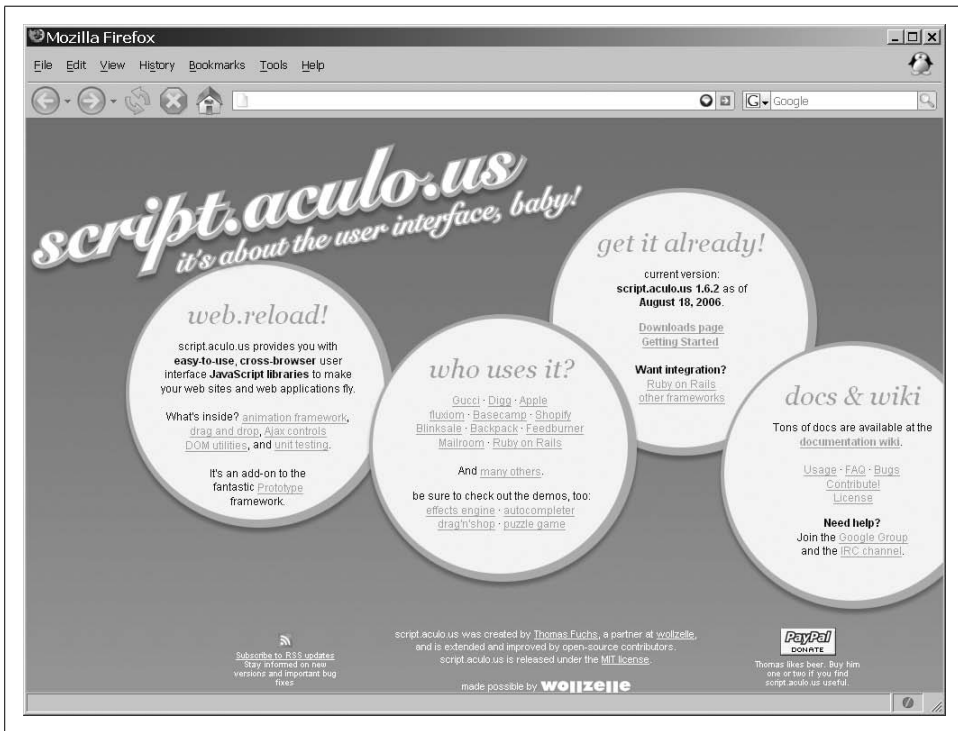 Mozilla Firefox
File Edit View History Bookmarks Tools Help
G Google
script.aculo.us
it's about the user interface, baby!
web.reload!
script.aculo.us provides you with
easy-to-use, cross-browser user
interface JavaScript libraries to make
your web sites and web applications fly.
What's inside? animation framework,
drag and drop, Ajax controls
DOM utilities, and unit testing.
It's an add-on to the
fantastic Prototype
framework.
who uses it?
Gucci · Digg · Apple
fluxiom · Basecamp · Shopify
Blinksale · Backpack · Feedburner
Mailroom · Ruby on Rails
And many others.
be sure to check out the demos, too:
effects engine · autocompleter
drag'n'shop · puzzle game
get it already!
current version:
script.aculo.us 1.6.2 as of
August 18, 2006.
Downloads page
Getting Started
Want integration?
Ruby on Rails
other frameworks
docs & wiki
Tons of docs are available at the
documentation wiki.
Usage · FAQ · Bugs
Contribute!
License
Need help?
Join the Google Group
and the IRC channel.
Subscribe to RSS updates
Stay informed on new
versions and important bug
fixes
script.aculo.us was created by Thomas Fuchs, a partner at wollzelle,
and is extended and improved by open-source contributors.
script.aculo.us is released under the MIT license.
made possible by wollzelle
PayPal
DONATE
Thomas likes beer. Buy him
one or two if you find
script.aculo.us useful.